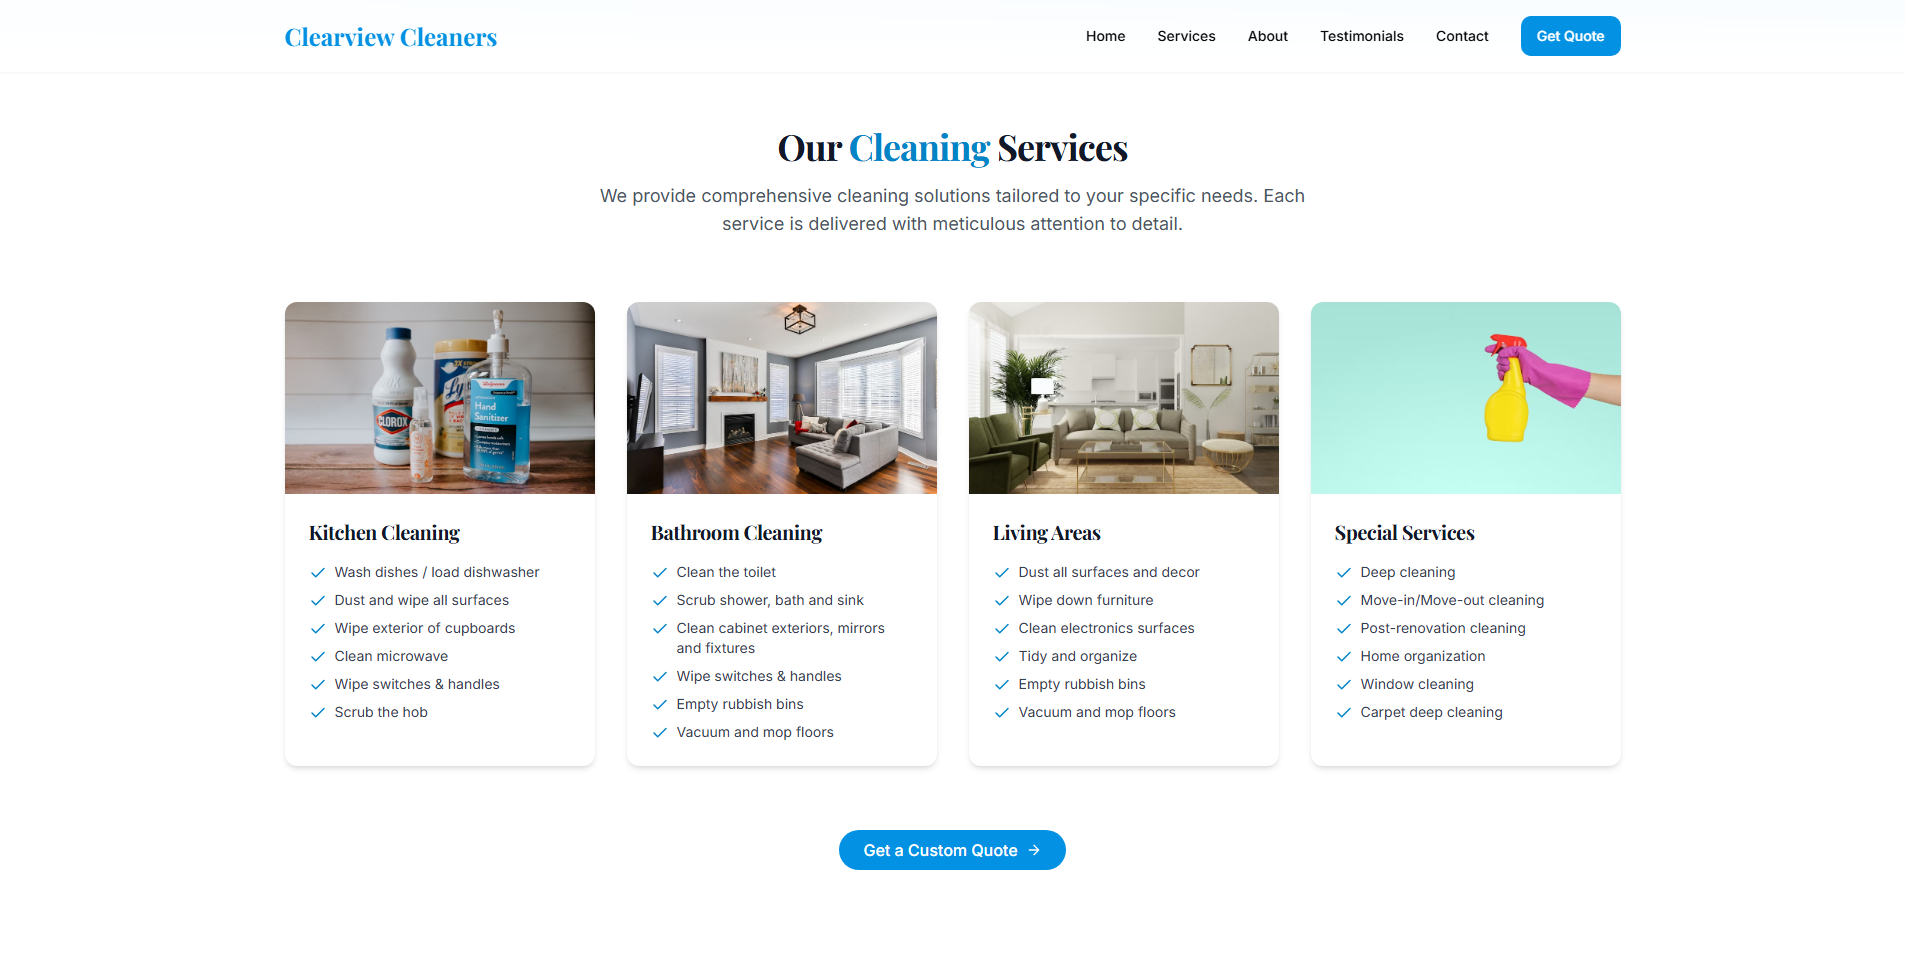 Clearview Cleaners
Home
Services
About
Testimonials
Contact
Get Quote
Our Cleaning Services
We provide comprehensive cleaning solutions tailored to your specific needs. Each
service is delivered with meticulous attention to detail.
CLOROX
Hand
Sanitizer
Kitchen Cleaning
Wash dishes / load dishwasher
Dust and wipe all surfaces
Wipe exterior of cupboards
Clean microwave
Wipe switches & handles
Scrub the hob
Bathroom Cleaning
Clean the toilet
Scrub shower, bath and sink
Clean cabinet exteriors, mirrors
and fixtures
Wipe switches & handles
Empty rubbish bins
Vacuum and mop floors
Living Areas
Dust all surfaces and decor
Wipe down furniture
Clean electronics surfaces
Tidy and organize
Empty rubbish bins
Vacuum and mop floors
Special Services
Deep cleaning
Move-in/Move-out cleaning
Post-renovation cleaning
Home organization
Window cleaning
Carpet deep cleaning
Get a Custom Quote →